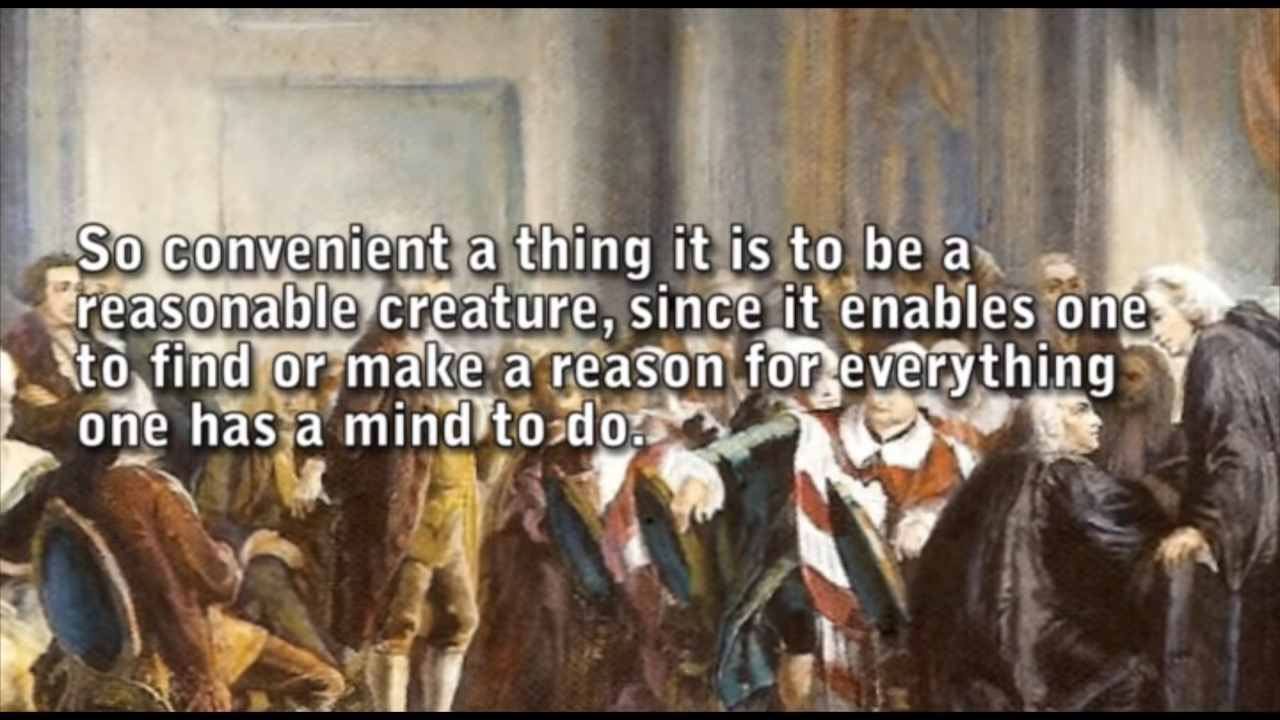 So convenient a thing it is to be a
reasonable creature, since it enables one
to find or make a reason for everything
one has a mind to do.